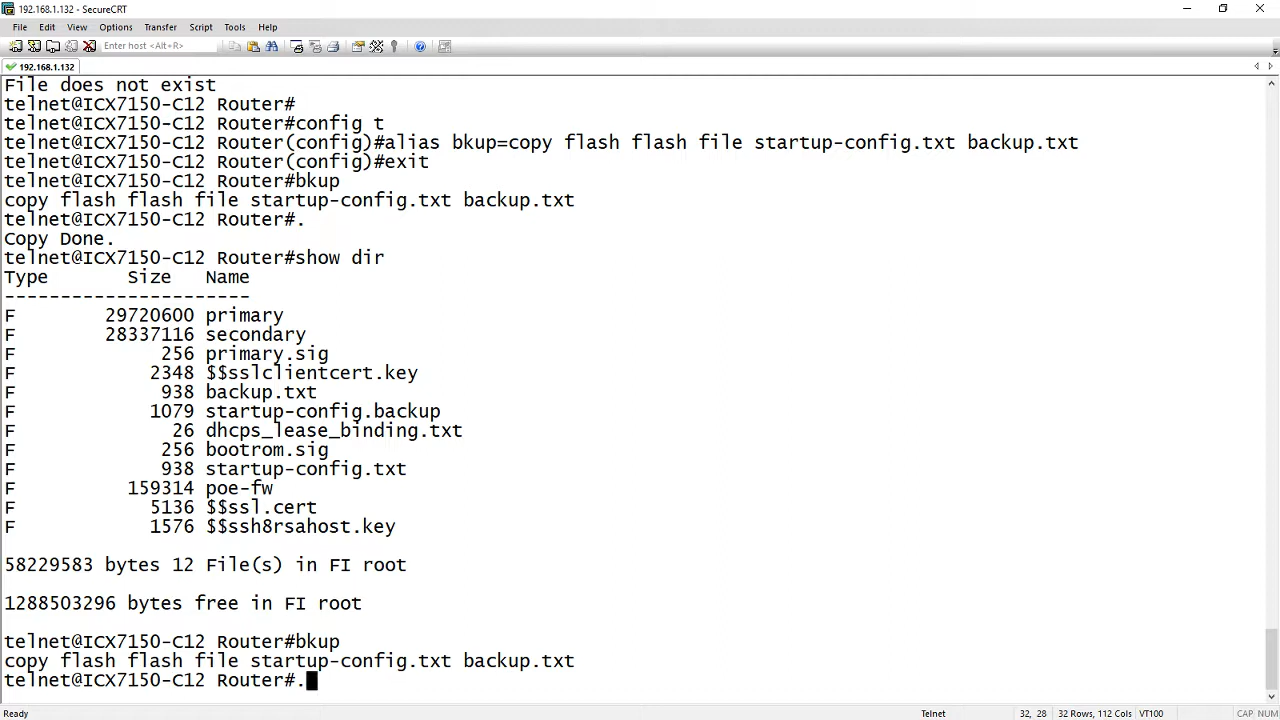 192.168.1.132 - SecureCRT
File Edit View Options Transfer Script Tools Help
Enter host <Alt+R>
192.168.1.132
File does not exist
telnet@ICX7150-C12 Router#
telnet@ICX7150-C12 Router#config t
telnet@ICX7150-C12 Router(config)#alias bkup=copy flash flash file startup-config.txt backup.txt
telnet@ICX7150-C12 Router(config)#exit
telnet@ICX7150-C12 Router#bkup
copy flash flash file startup-config.txt backup.txt
telnet@ICX7150-C12 Router#.
Copy Done.
telnet@ICX7150-C12 Router#show dir
Type Size Name
----------------------
F 29720600 primary
F 28337116 secondary
F 256 primary.sig
F 2348 $$sslclientcert.key
F 938 backup.txt
F 1079 startup-config.backup
F 26 dhcps_lease_binding.txt
F 256 bootrom.sig
F 938 startup-config.txt
F 159314 poe-fw
F 5136 $$ssl.cert
F 1576 $$ssh8rsahost.key
58229583 bytes 12 File(s) in FI root
1288503296 bytes free in FI root
telnet@ICX7150-C12 Router#bkup
copy flash flash file startup-config.txt backup.txt
telnet@ICX7150-C12 Router#.
Ready Telnet 32, 28 32 Rows, 112 Cols VT100 CAP NUM